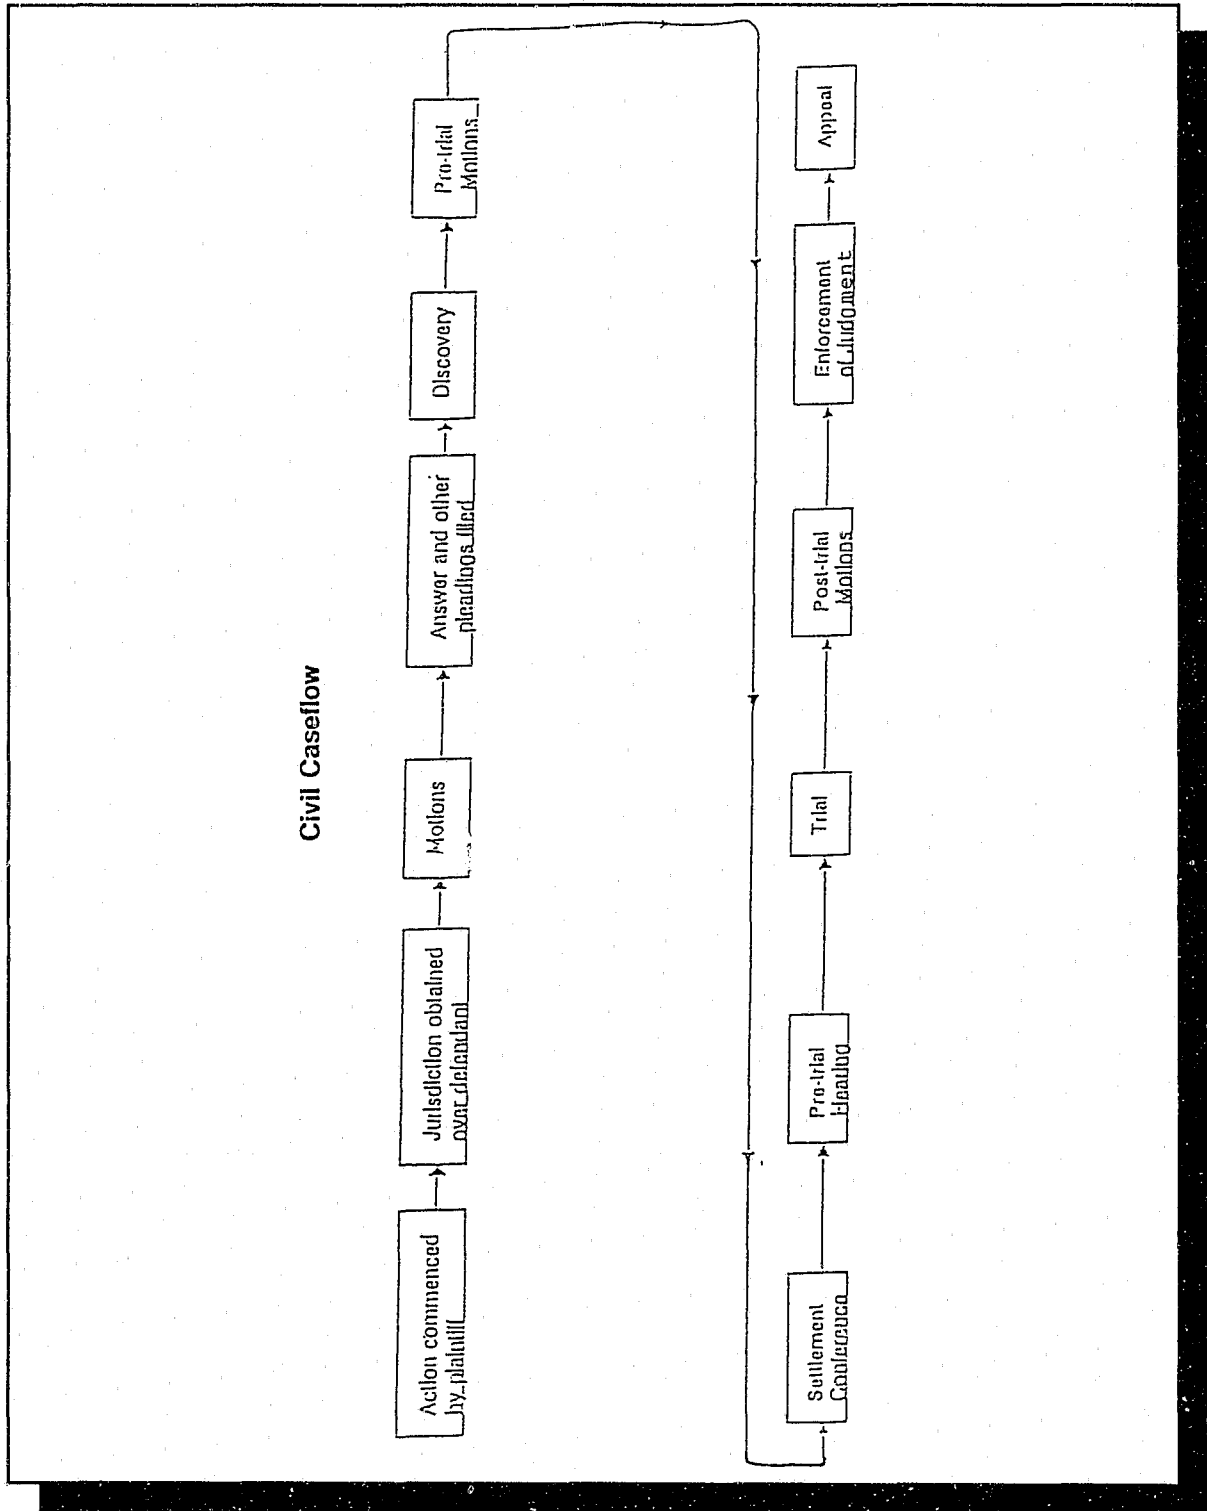 Civil Caseflow
Action commenced
by plaintiff
Jurisdiction obtained
over defendant
Motions
Answer and other
pleadings filed
Discovery
Pre-trial
Motions
Settlement
Conference
Pre-trial
Hearing
Trial
Post-trial
Motions
Enforcement
of Judgment
Appeal